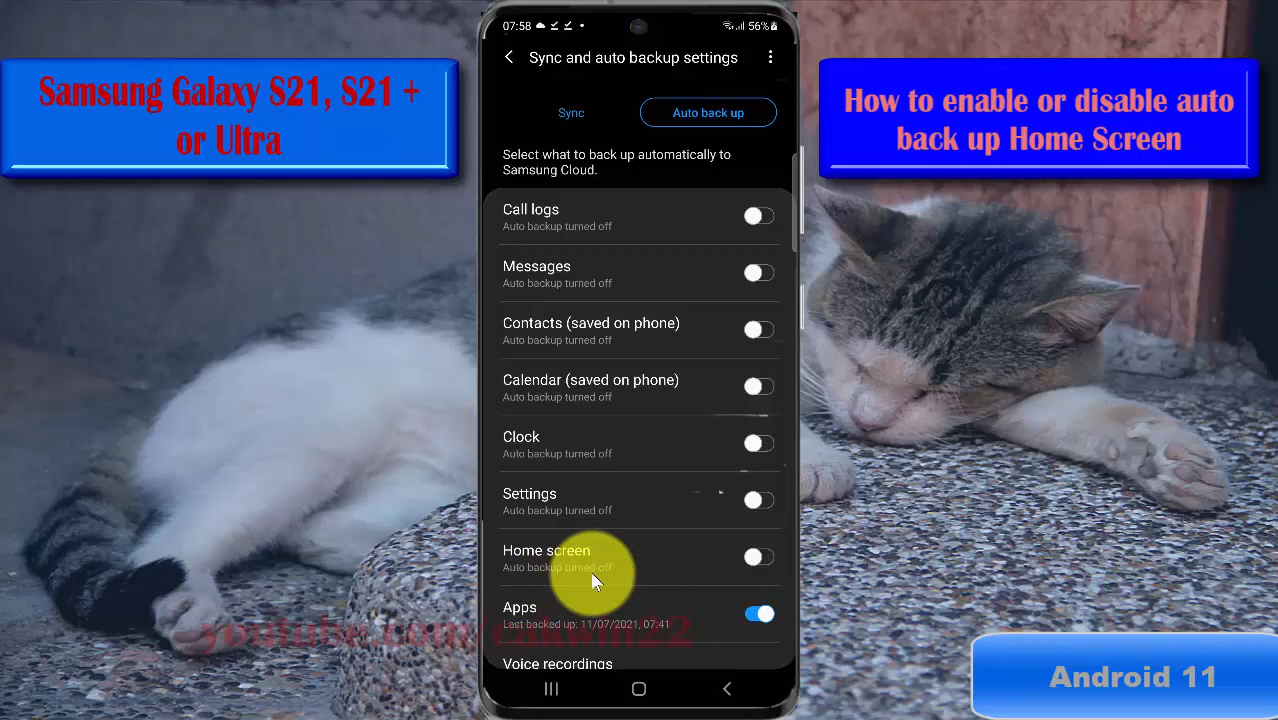 Samsung Galaxy S21, S21 +
or Ultra
How to enable or disable auto
back up Home Screen
07:58
56%
Sync and auto backup settings
Sync
Auto back up
Select what to back up automatically to
Samsung Cloud.
Call logs
Auto backup turned off
Messages
Auto backup turned off
Contacts (saved on phone)
Auto backup turned off
Calendar (saved on phone)
Auto backup turned off
Clock
Auto backup turned off
Settings
Auto backup turned off
Home screen
Auto backup turned off
Apps
Last backed up: 11/07/2021, 07:41
youtube.com/cakwin22
Voice recordings
Android 11